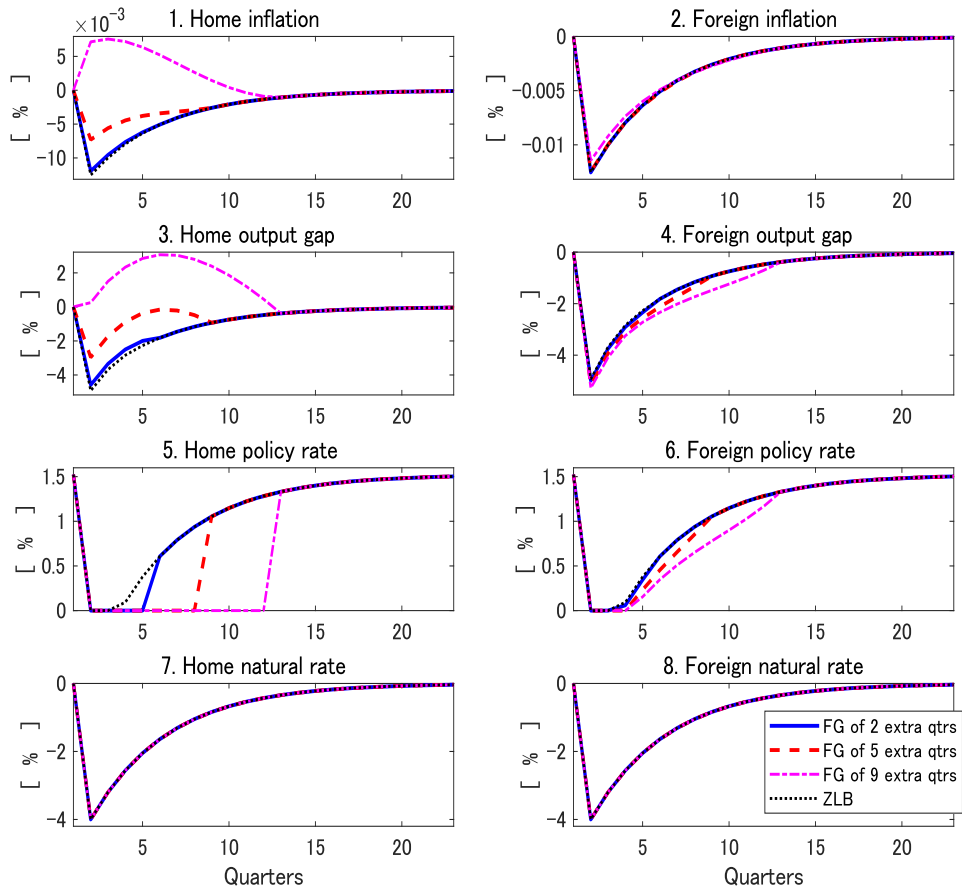 1. Home inflation
×10⁻³
5
0
-5
-10
[ % ]
5 10 15 20
2. Foreign inflation
0
-0.005
-0.01
[ % ]
5 10 15 20
3. Home output gap
2
0
-2
-4
[ % ]
5 10 15 20
4. Foreign output gap
0
-2
-4
[ % ]
5 10 15 20
5. Home policy rate
1.5
1
0.5
0
[ % ]
5 10 15 20
6. Foreign policy rate
1.5
1
0.5
0
[ % ]
5 10 15 20
7. Home natural rate
0
-2
-4
[ % ]
5 10 15 20
Quarters
8. Foreign natural rate
0
-2
-4
[ % ]
FG of 2 extra qtrs
FG of 5 extra qtrs
FG of 9 extra qtrs
ZLB
5 10 15 20
Quarters